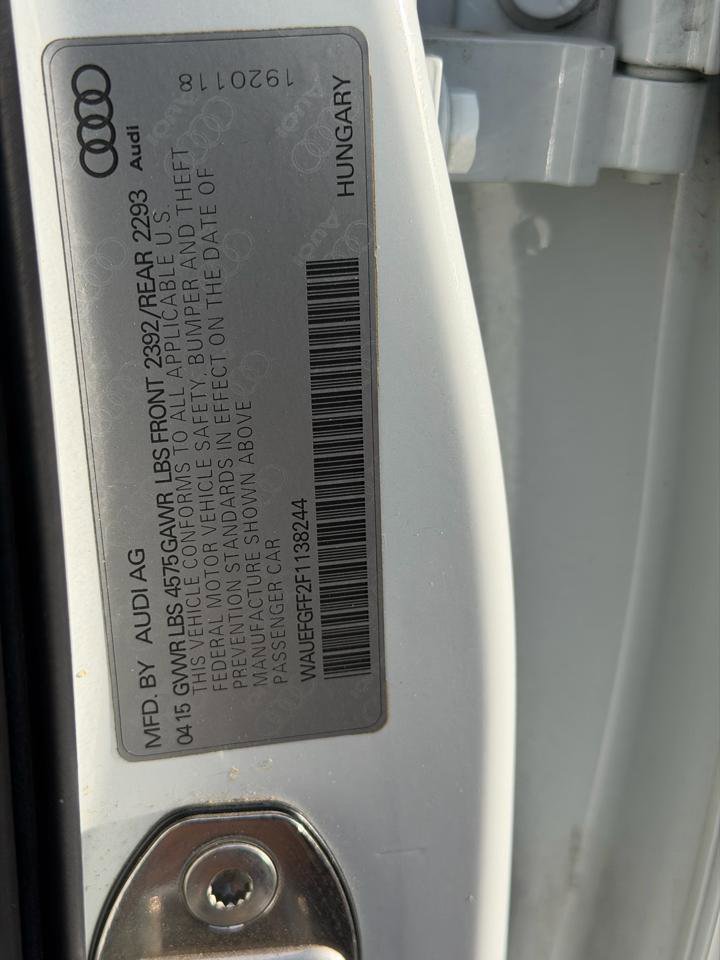 MFD. BY AUDI AG
Audi
0415 GVWR LBS 4575 GAWR LBS FRONT 2392/REAR 2293
THIS VEHICLE CONFORMS TO ALL APPLICABLE U.S.
FEDERAL MOTOR VEHICLE SAFETY, BUMPER AND THEFT
PREVENTION STANDARDS IN EFFECT ON THE DATE OF
MANUFACTURE SHOWN ABOVE
PASSENGER CAR
WAUEFGFF2F1138244
HUNGARY
1920118